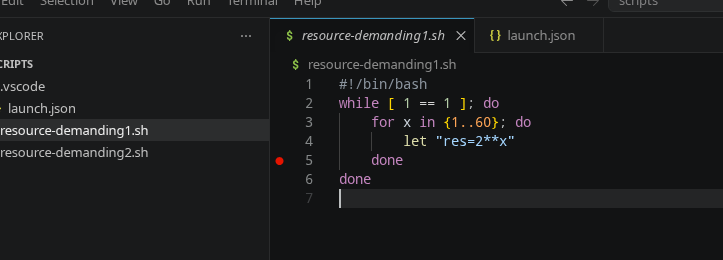 Edit Selection View Go Run Terminal Help scripts
EXPLORER ···
SCRIPTS
.vscode
launch.json
resource-demanding1.sh
resource-demanding2.sh
$ resource-demanding1.sh × {} launch.json
$ resource-demanding1.sh
1 #!/bin/bash
2 while [ 1 == 1 ]; do
3 for x in {1..60}; do
4 let "res=2**x"
5 done
6 done
7